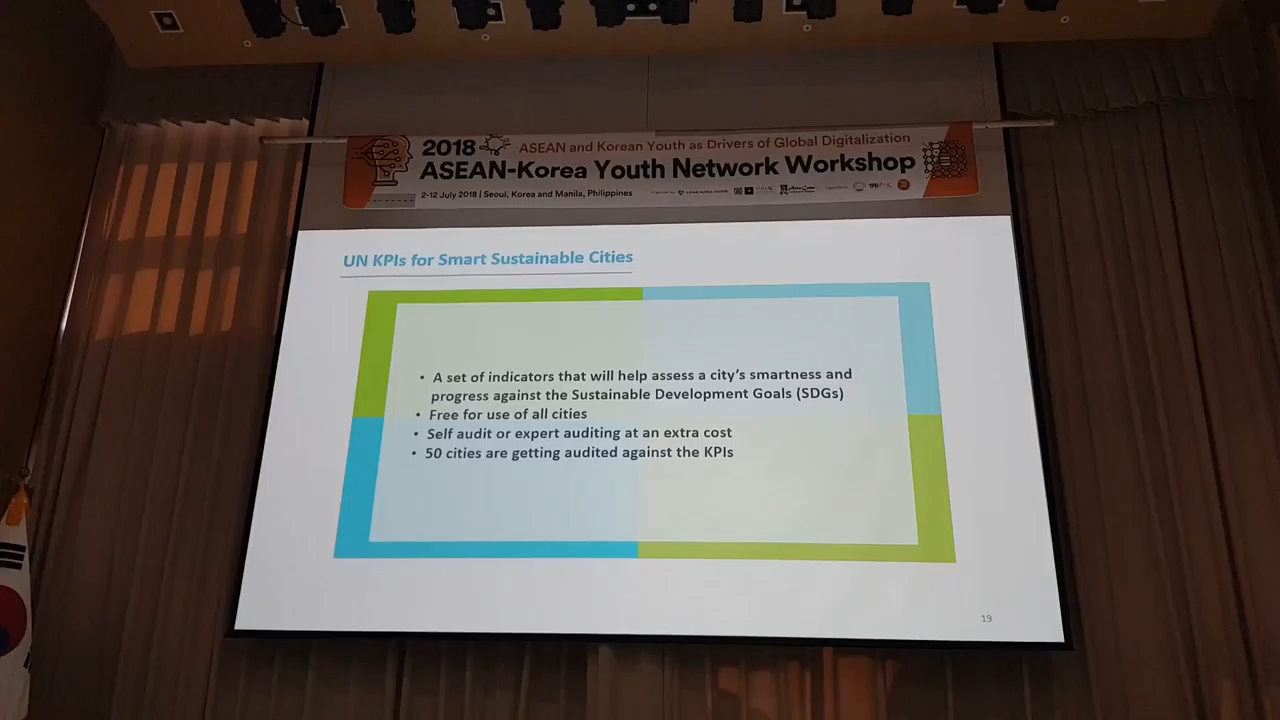 2018 ASEAN and Korean Youth as Drivers of Global Digitalization
ASEAN-Korea Youth Network Workshop
2-12 July 2018 | Seoul, Korea and Manila, Philippines
UN KPIs for Smart Sustainable Cities
• A set of indicators that will help assess a city's smartness and
progress against the Sustainable Development Goals (SDGs)
• Free for use of all cities
• Self audit or expert auditing at an extra cost
• 50 cities are getting audited against the KPIs
19